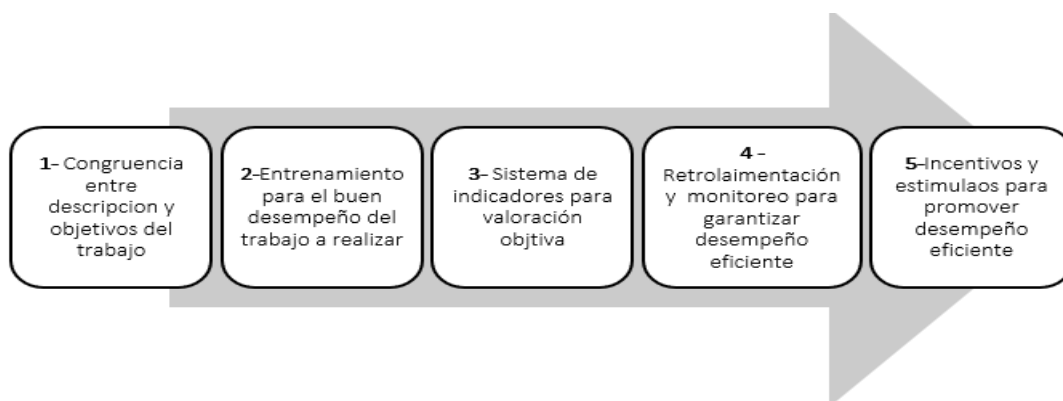 1- Congruencia
entre
descripcion y
objetivos del
trabajo
2-Entrenamiento
para el buen
desempeño del
trabajo a realizar
3- Sistema de
indicadores para
valoración
objtiva
4 -
Retrolaimentación
y monitoreo para
garantizar
desempeño
eficiente
5-Incentivos y
estimulaos para
promover
desempeño
eficiente